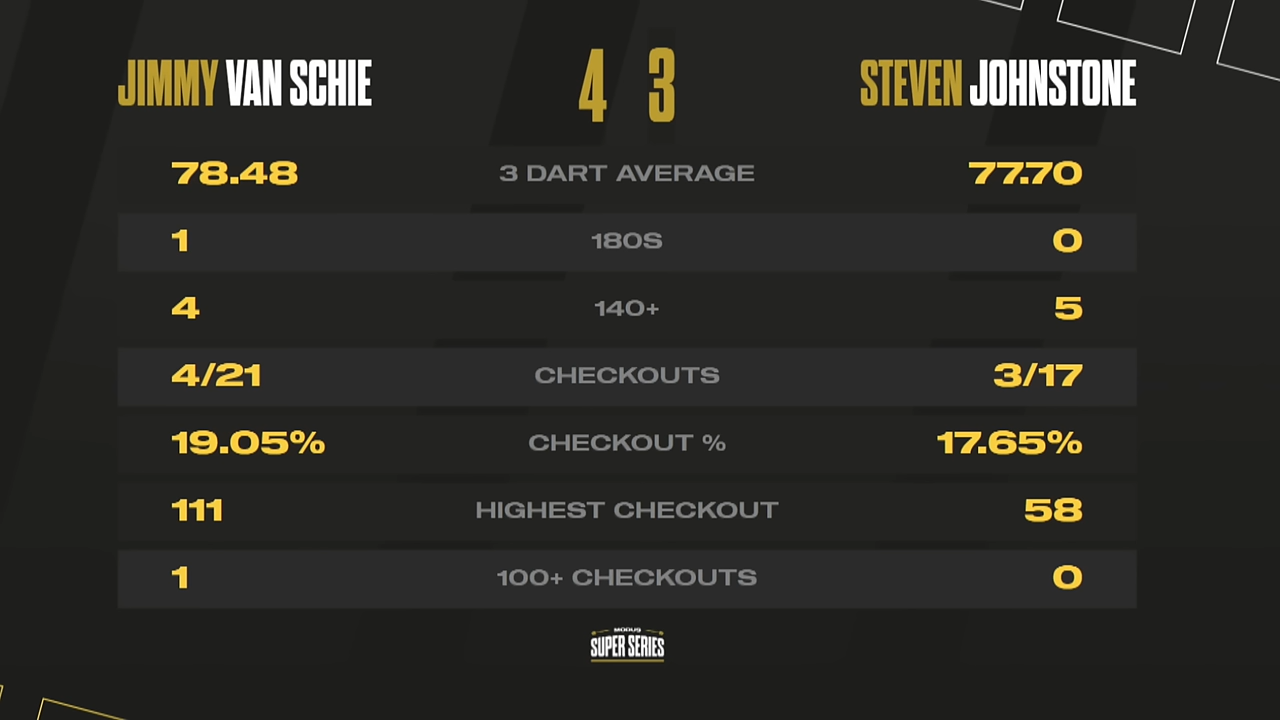 JIMMY VAN SCHIE 4 3 STEVEN JOHNSTONE
78.48 3 DART AVERAGE 77.70
1 180S 0
4 140+ 5
4/21 CHECKOUTS 3/17
19.05% CHECKOUT % 17.65%
111 HIGHEST CHECKOUT 58
1 100+ CHECKOUTS 0
MODUS
SUPER SERIES